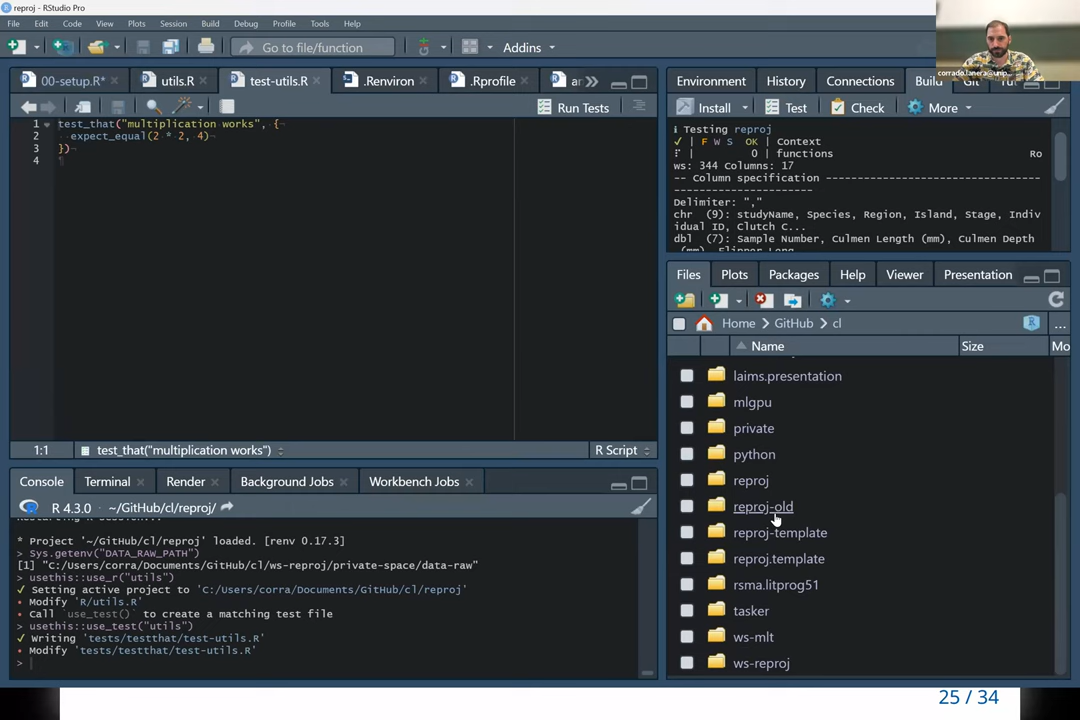 reproj - RStudio Pro
File Edit Code View Plots Session Build Debug Profile Tools Help
Go to file/function
Addins
corrado.lanera@unip...
00-setup.R*
utils.R
test-utils.R
.Renviron
.Rprofile
Run Tests
1 test_that("multiplication works", {
2 expect_equal(2 * 2, 4)
3 })
4
1:1
test_that("multiplication works")
R Script
Console
Terminal
Render
Background Jobs
Workbench Jobs
R 4.3.0 · ~/GitHub/cl/reproj/
* Project '~/GitHub/cl/reproj' loaded. [renv 0.17.3]
> Sys.getenv("DATA_RAW_PATH")
[1] "C:/Users/corra/Documents/GitHub/cl/ws-reproj/private-space/data-raw"
> usethis::use_r("utils")
✓ Setting active project to 'C:/Users/corra/Documents/GitHub/cl/reproj'
• Modify 'R/utils.R'
• Call `use_test()` to create a matching test file
> usethis::use_test("utils")
✓ Writing 'tests/testthat/test-utils.R'
• Modify 'tests/testthat/test-utils.R'
>
Environment
History
Connections
Build
Git
Install
Test
Check
More
ℹ Testing reproj
✓ | F W S OK | Context
⠏ | 0 | functions Ro
ws: 344 Columns: 17
-- Column specification -----------------------------------
-----------------------
Delimiter: ","
chr (9): studyName, Species, Region, Island, Stage, Indiv
idual ID, Clutch C...
dbl (7): Sample Number, Culmen Length (mm), Culmen Depth
Files
Plots
Packages
Help
Viewer
Presentation
Home > GitHub > cl
Name
Size
Mo
laims.presentation
mlgpu
private
python
reproj
reproj-old
reproj-template
reproj.template
rsma.litprog51
tasker
ws-mlt
ws-reproj
25 / 34